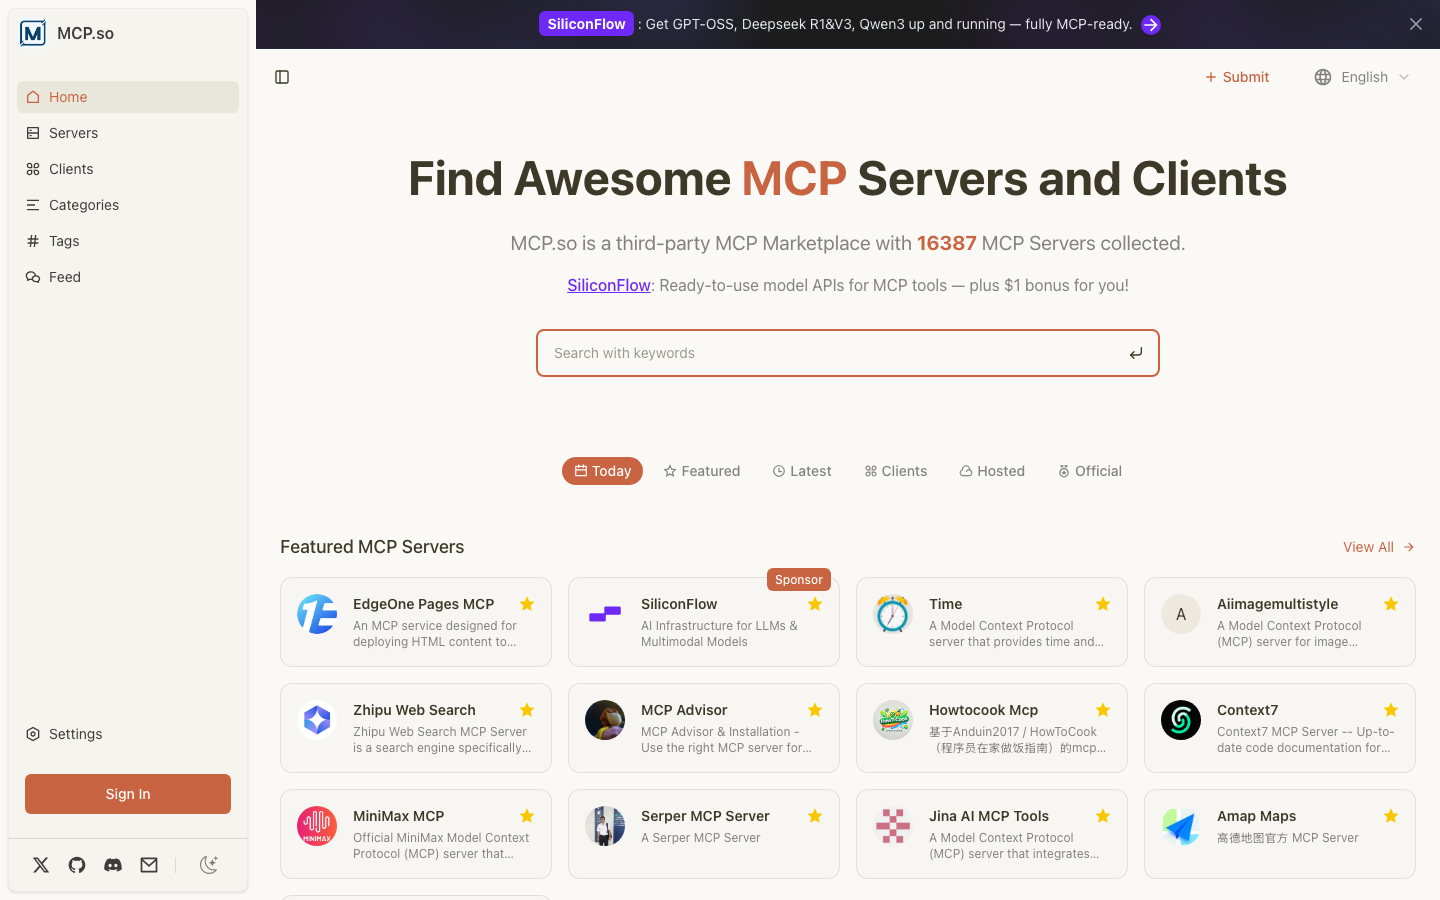 MCP.so
Home
Servers
Clients
Categories
Tags
Feed
Settings
Sign In
SiliconFlow : Get GPT-OSS, Deepseek R1&V3, Qwen3 up and running — fully MCP-ready.
Submit
English
Find Awesome MCP Servers and Clients
MCP.so is a third-party MCP Marketplace with 16387 MCP Servers collected.
SiliconFlow: Ready-to-use model APIs for MCP tools — plus $1 bonus for you!
Search with keywords
Today
Featured
Latest
Clients
Hosted
Official
Featured MCP Servers
View All
EdgeOne Pages MCP
An MCP service designed for
deploying HTML content to...
Sponsor
SiliconFlow
AI Infrastructure for LLMs &
Multimodal Models
Time
A Model Context Protocol
server that provides time and...
A
Aiimagemultistyle
A Model Context Protocol
(MCP) server for image...
Zhipu Web Search
Zhipu Web Search MCP Server
is a search engine specifically...
MCP Advisor
MCP Advisor & Installation -
Use the right MCP server for...
Howtocook Mcp
基于Anduin2017 / HowToCook
（程序员在家做饭指南）的mcp...
Context7
Context7 MCP Server -- Up-to-
date code documentation for...
MINIMAX
MiniMax MCP
Official MiniMax Model Context
Protocol (MCP) server that...
Serper MCP Server
A Serper MCP Server
Jina AI MCP Tools
A Model Context Protocol
(MCP) server that integrates...
Amap Maps
高德地图官方 MCP Server